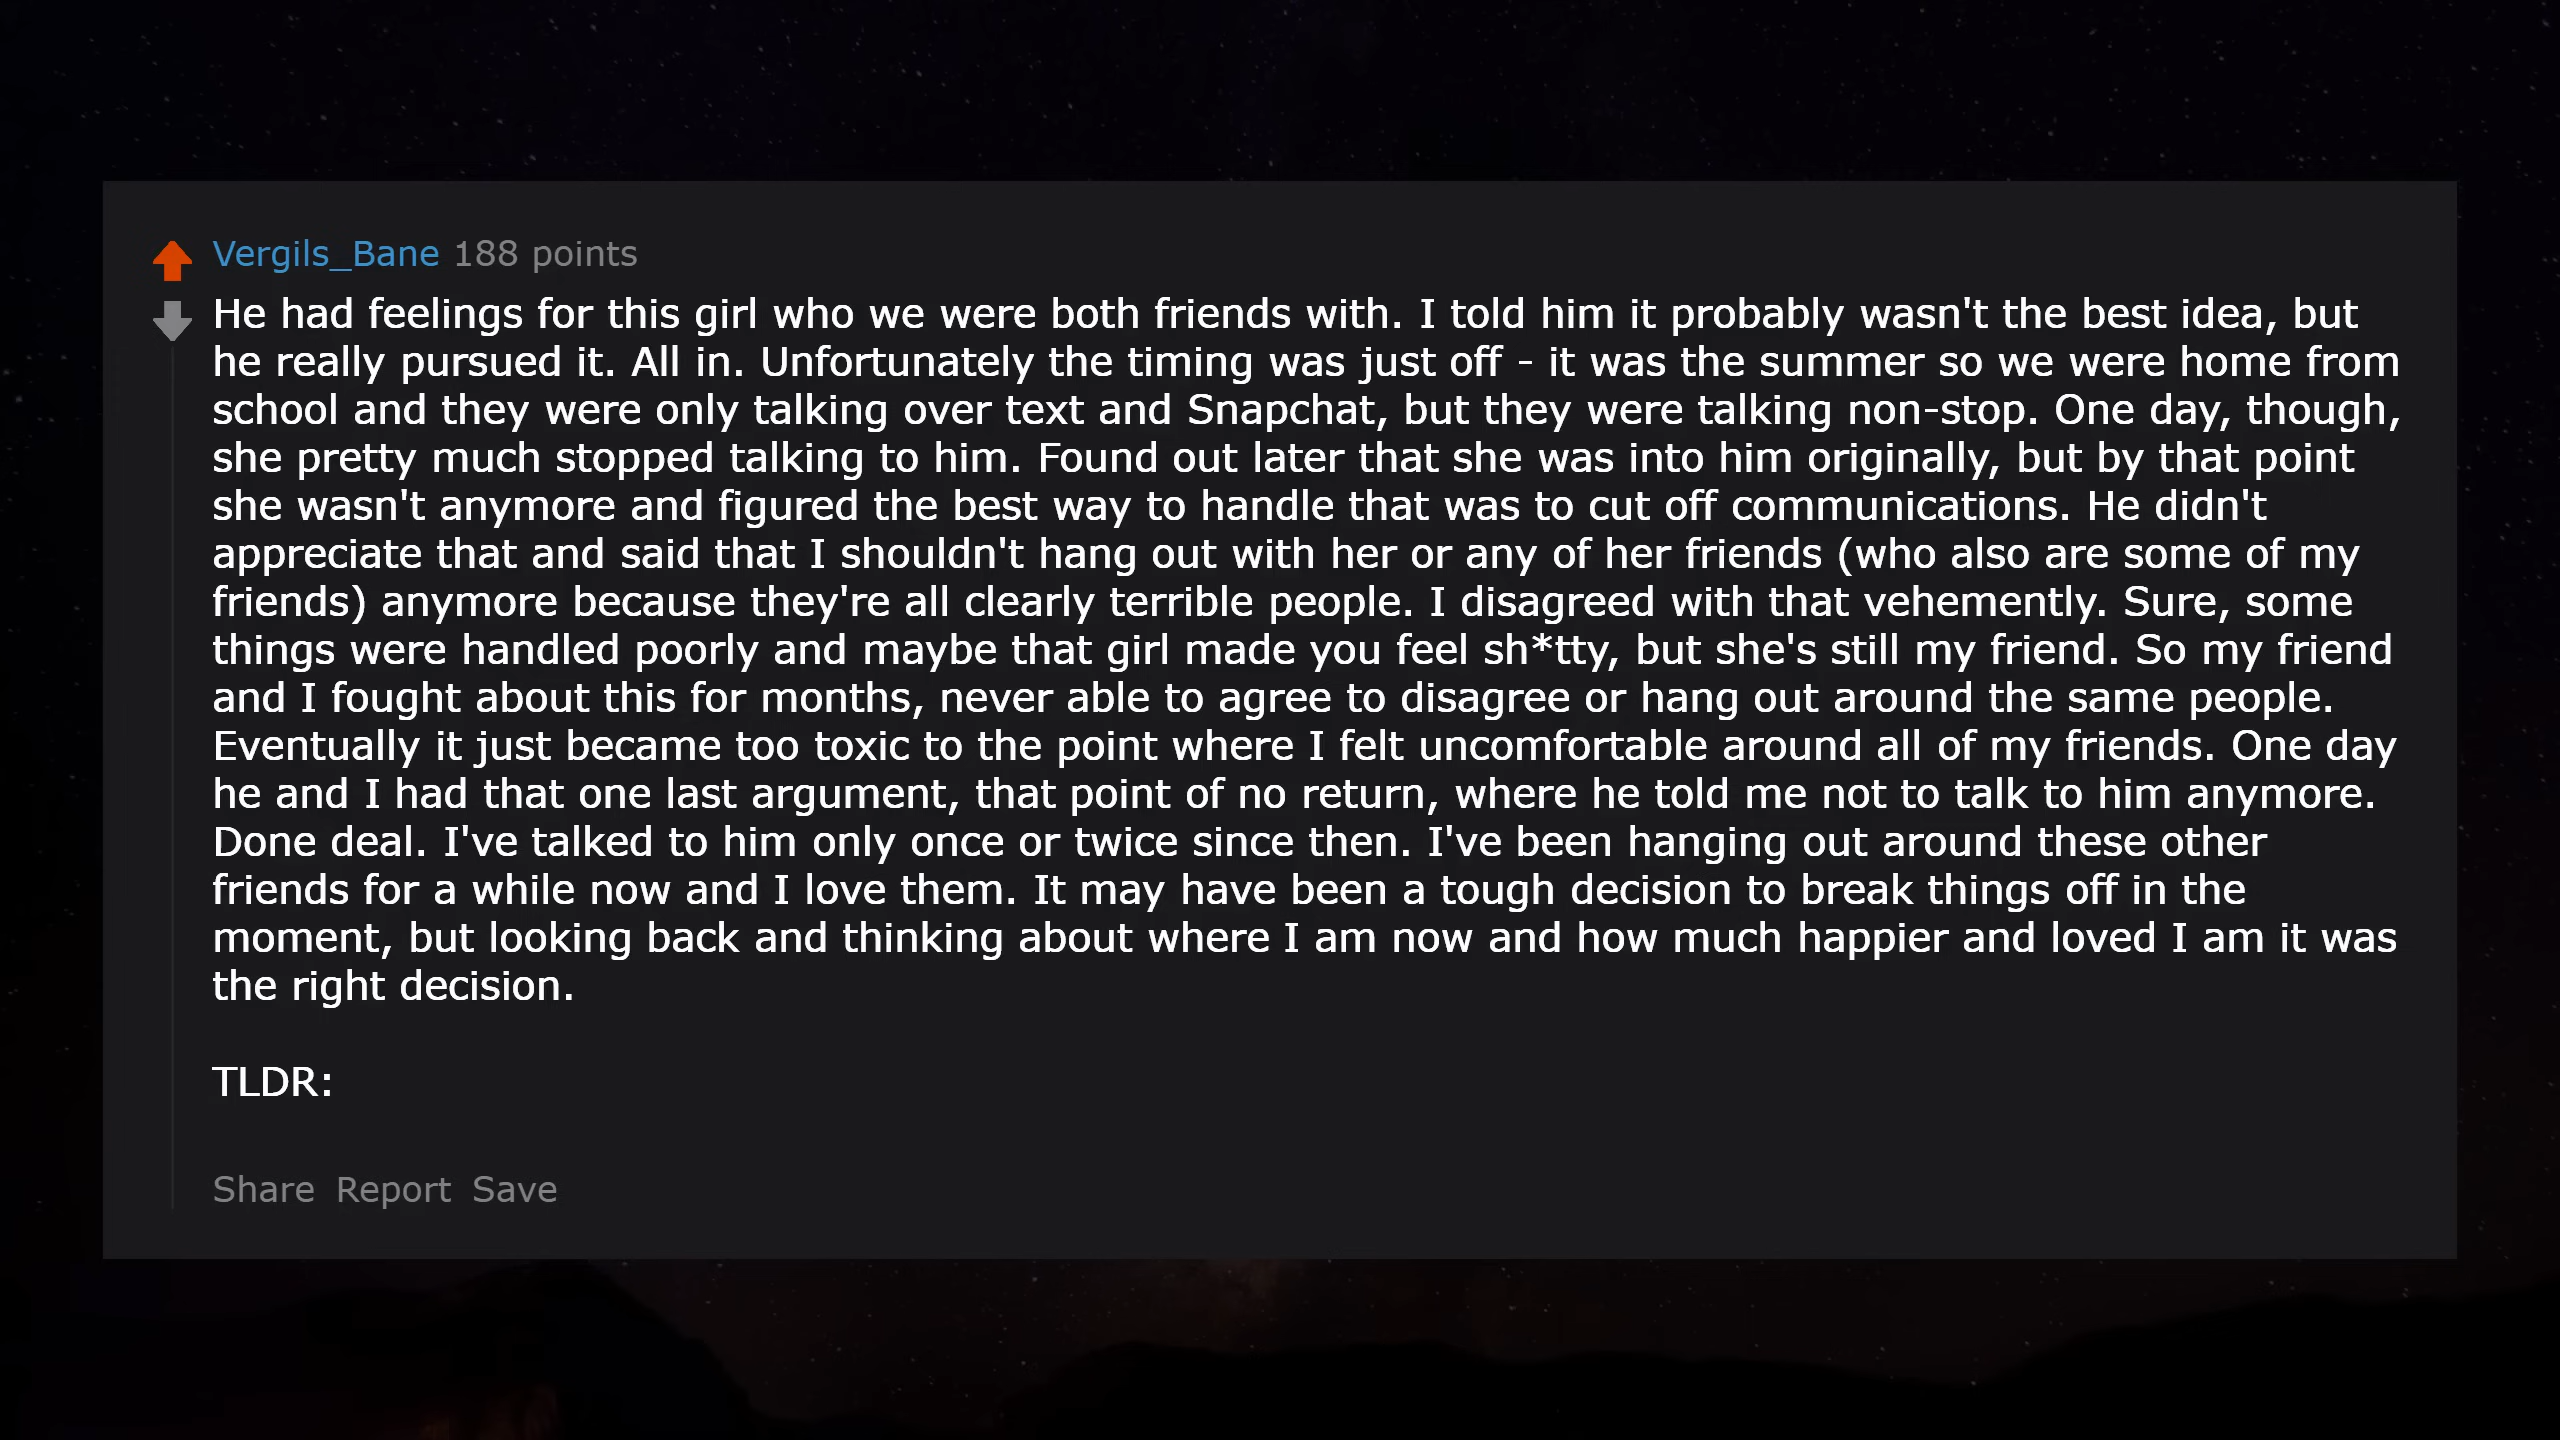 Vergils_Bane 188 points
He had feelings for this girl who we were both friends with. I told him it probably wasn't the best idea, but
he really pursued it. All in. Unfortunately the timing was just off - it was the summer so we were home from
school and they were only talking over text and Snapchat, but they were talking non-stop. One day, though,
she pretty much stopped talking to him. Found out later that she was into him originally, but by that point
she wasn't anymore and figured the best way to handle that was to cut off communications. He didn't
appreciate that and said that I shouldn't hang out with her or any of her friends (who also are some of my
friends) anymore because they're all clearly terrible people. I disagreed with that vehemently. Sure, some
things were handled poorly and maybe that girl made you feel sh*tty, but she's still my friend. So my friend
and I fought about this for months, never able to agree to disagree or hang out around the same people.
Eventually it just became too toxic to the point where I felt uncomfortable around all of my friends. One day
he and I had that one last argument, that point of no return, where he told me not to talk to him anymore.
Done deal. I've talked to him only once or twice since then. I've been hanging out around these other
friends for a while now and I love them. It may have been a tough decision to break things off in the
moment, but looking back and thinking about where I am now and how much happier and loved I am it was
the right decision.
TLDR:
Share Report Save